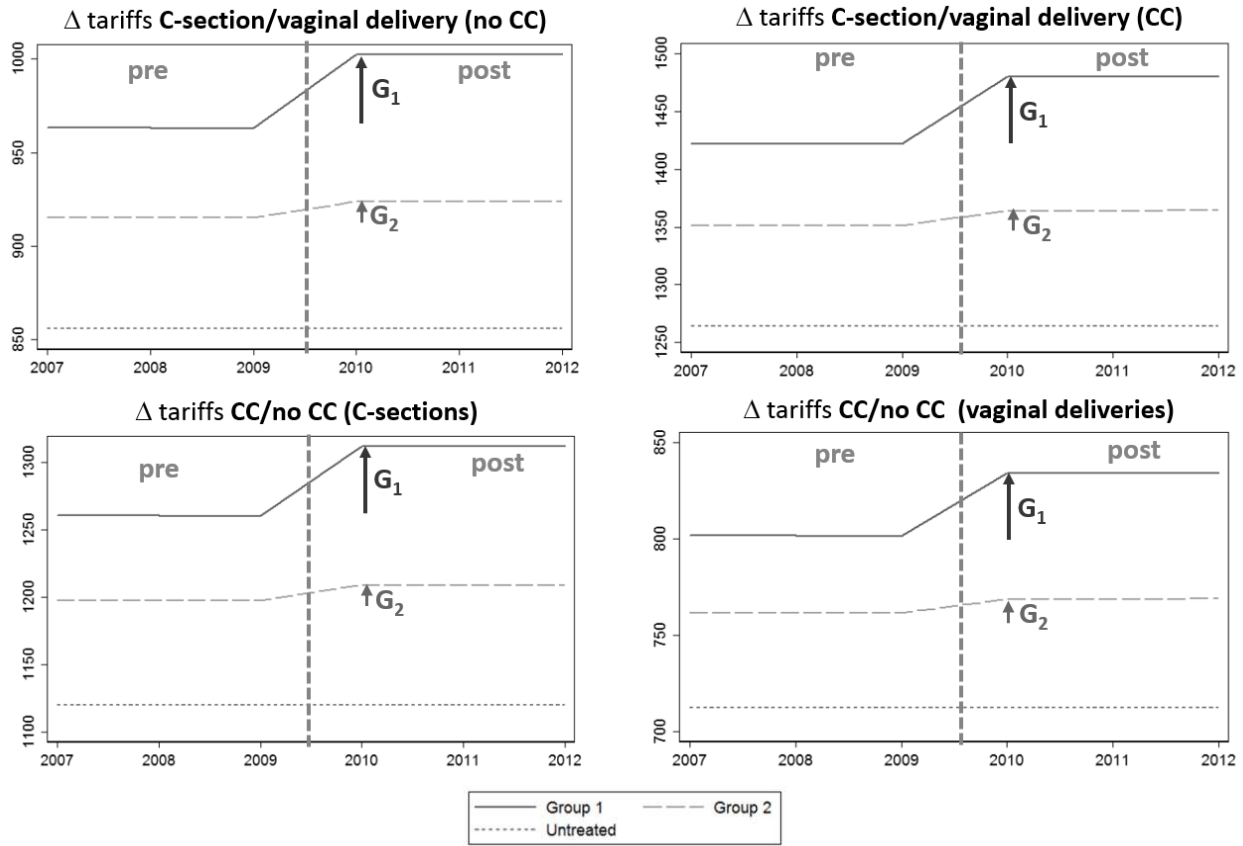 Δ tariffs C-section/vaginal delivery (no CC)
1000
950
900
850
pre
post
G1
G2
2007 2008 2009 2010 2011 2012
Δ tariffs C-section/vaginal delivery (CC)
1500
1450
1400
1350
1300
1250
pre
post
G1
G2
2007 2008 2009 2010 2011 2012
Δ tariffs CC/no CC (C-sections)
1300
1250
1200
1150
1100
pre
post
G1
G2
2007 2008 2009 2010 2011 2012
Δ tariffs CC/no CC (vaginal deliveries)
850
800
750
700
pre
post
G1
G2
2007 2008 2009 2010 2011 2012
Group 1 Group 2
Untreated